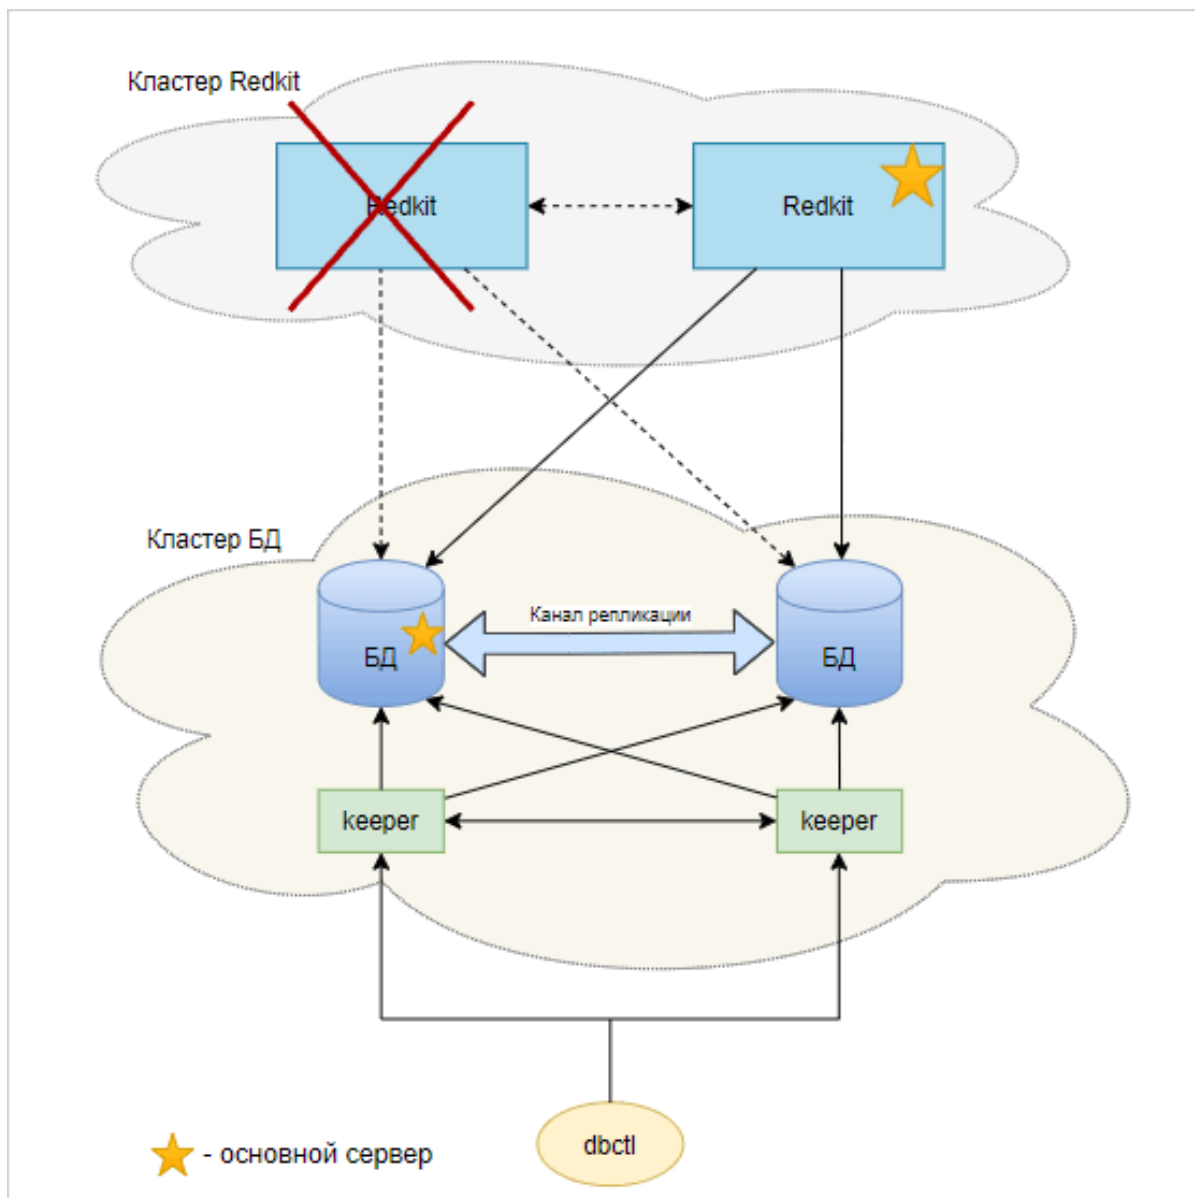 Кластер Redkit
Redkit
Redkit
Кластер БД
Канал репликации
БД
БД
keeper
keeper
dbctl
- основной сервер